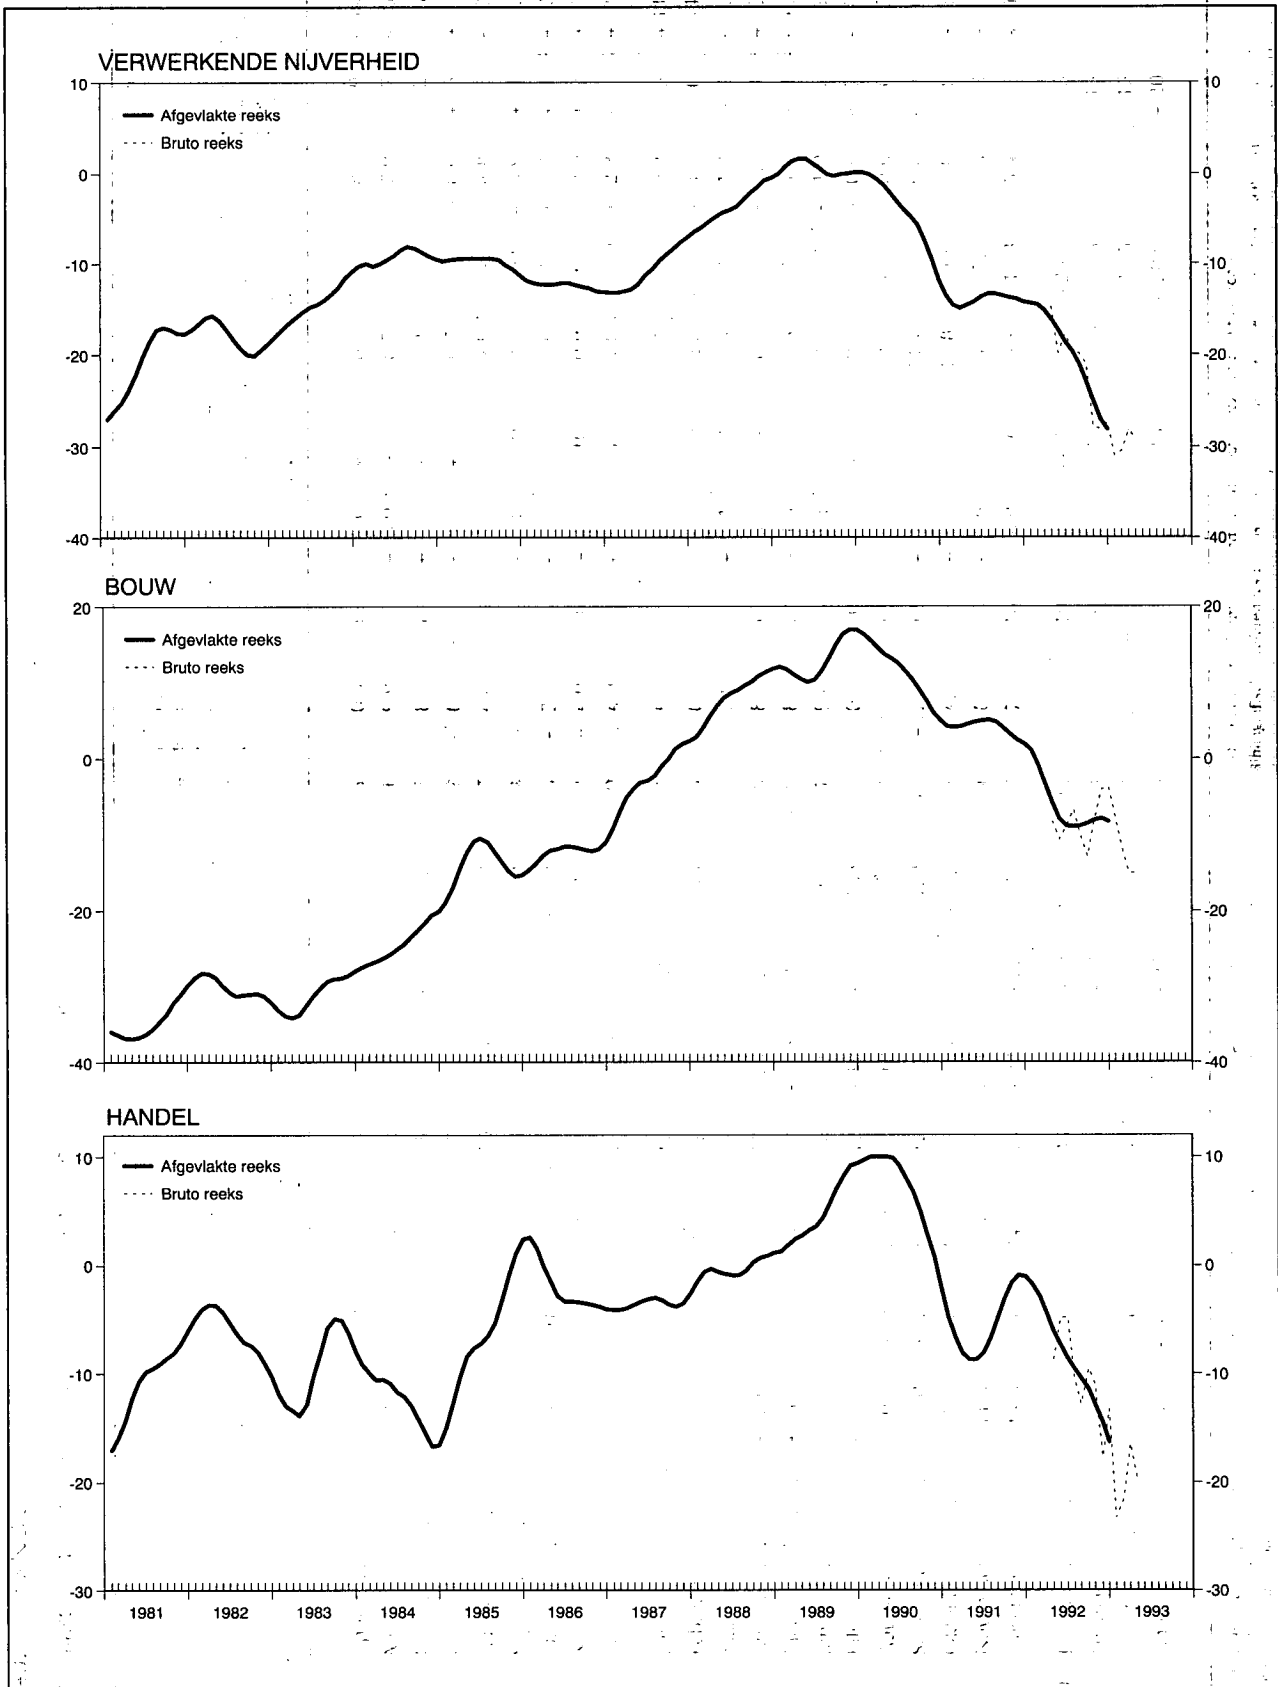 VERWERKENDE NIJVERHEID
10 10
Afgevlakte reeks
Bruto reeks
0 0
-10 -10
-20 -20
-30 -30
-40 -40
BOUW
20 20
Afgevlakte reeks
Bruto reeks
0 0
-20 -20
-40 -40
HANDEL
10 10
Afgevlakte reeks
Bruto reeks
0 0
-10 -10
-20 -20
-30 -30
1981 1982 1983 1984 1985 1986 1987 1988 1989 1990 1991 1992 1993